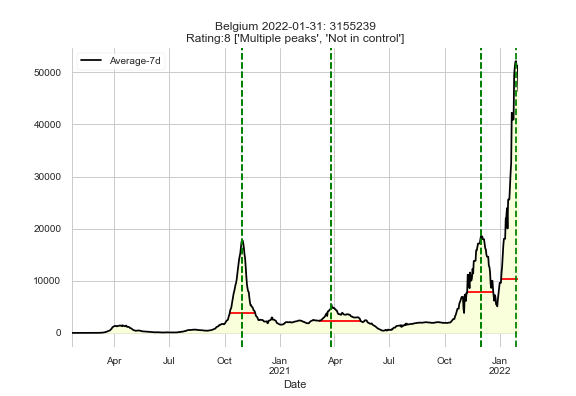 Belgium 2022-01-31: 3155239
Rating:8 ['Multiple peaks', 'Not in control']
Average-7d
50000
40000
30000
20000
10000
0
Apr Jul Oct Jan Apr Jul Oct Jan
2021 2022
Date